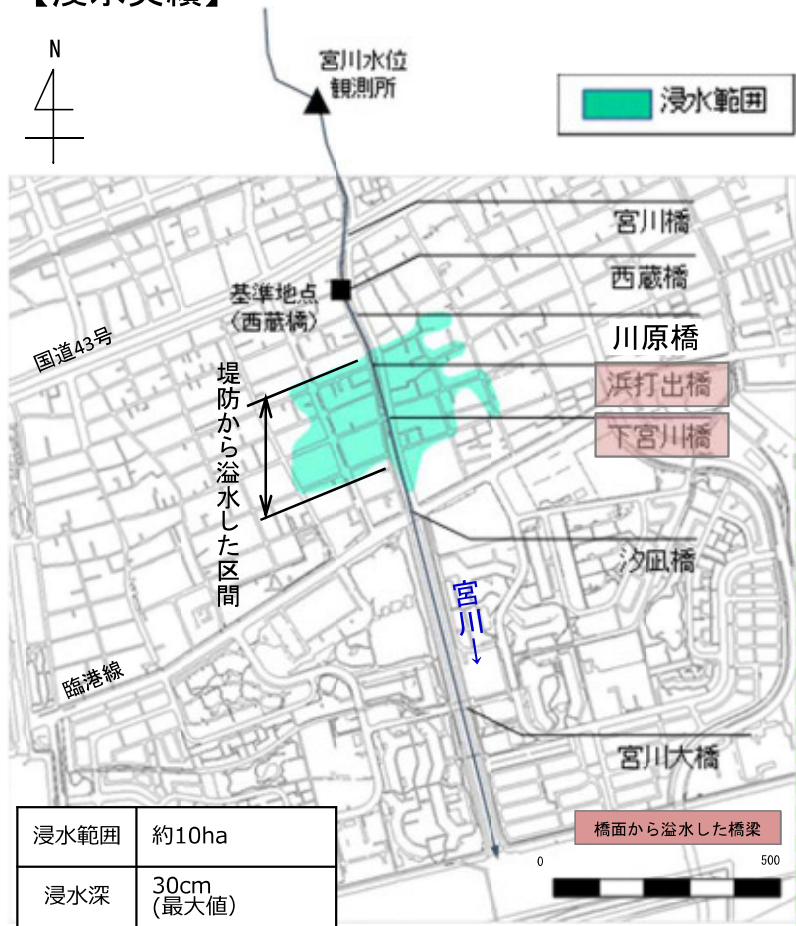 【浸水実績】
N
宮川水位
観測所
浸水範囲
宮川橋
西蔵橋
基準地点
(西蔵橋)
川原橋
国道43号
浜打出橋
下宮川橋
堤防から溢水した区間
汐凪橋
宮川→
臨港線
宮川大橋
浸水範囲 約10ha
浸水深 30cm
(最大値)
橋面から溢水した橋梁
0 500